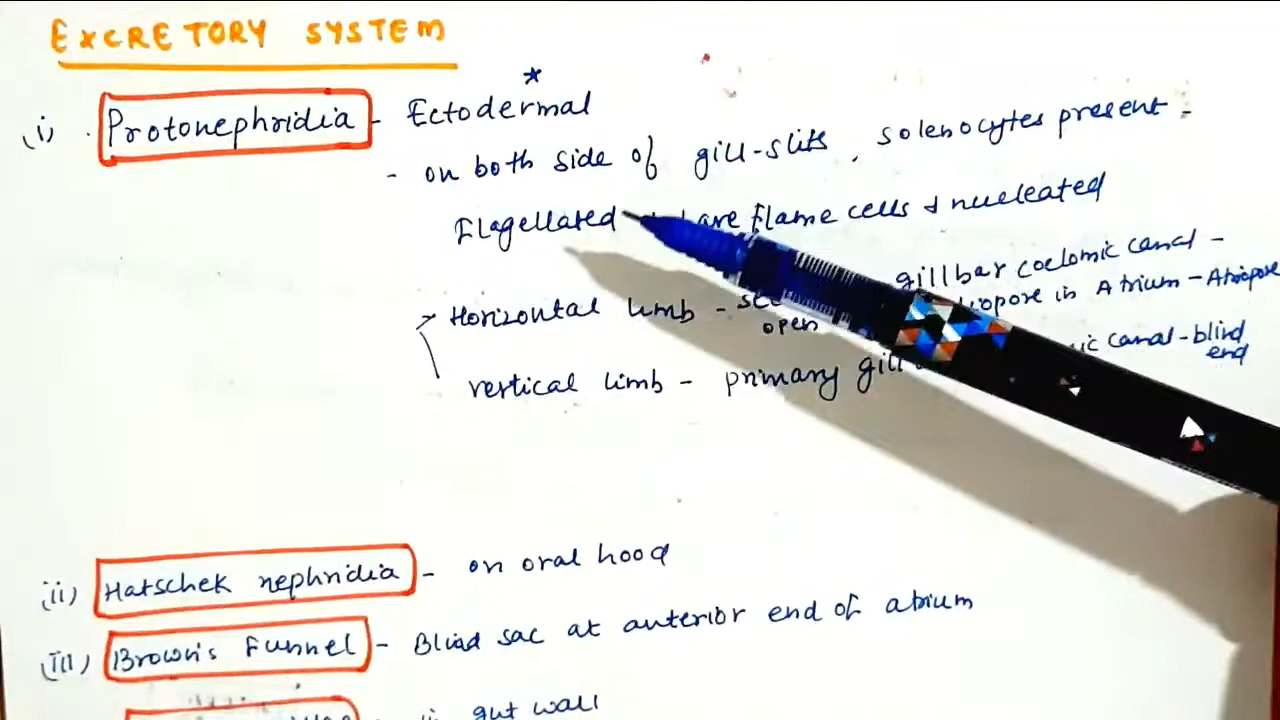 EXCRETORY SYSTEM
(i) Protonephridia - Ectodermal *
- on both side of gill-slits, solenocytes present -
Flagellated are flame cells & nucleated
Horizontal limb - gill bar coelomic canal -
open in Atrium - Atriopore
vertical limb - primary gill canal - blind end
(ii) Hatschek nephridia - on oral hood
(iii) Brown's Funnel - Blind sac at anterior end of atrium
gut wall